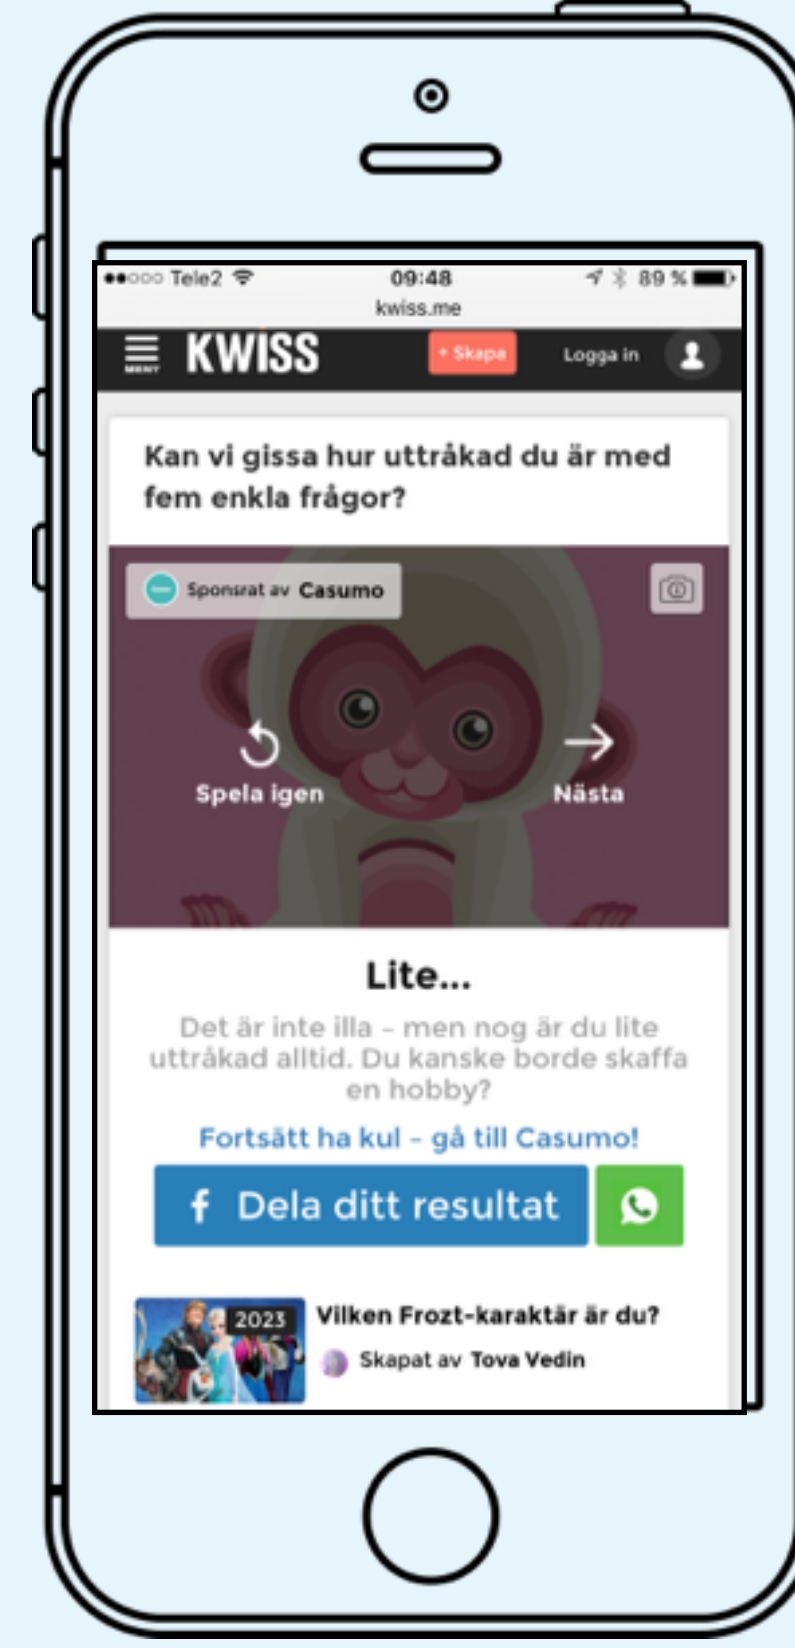 Tele2 09:48 89 %
kwiss.me
MENY KWISS + Skapa Logga in
Kan vi gissa hur uttråkad du är med
fem enkla frågor?
Sponsrat av Casumo
Spela igen Nästa
Lite...
Det är inte illa – men nog är du lite
uttråkad alltid. Du kanske borde skaffa
en hobby?
Fortsätt ha kul – gå till Casumo!
f Dela ditt resultat
2023 Vilken Frozt-karaktär är du?
Skapat av Tova Vedin